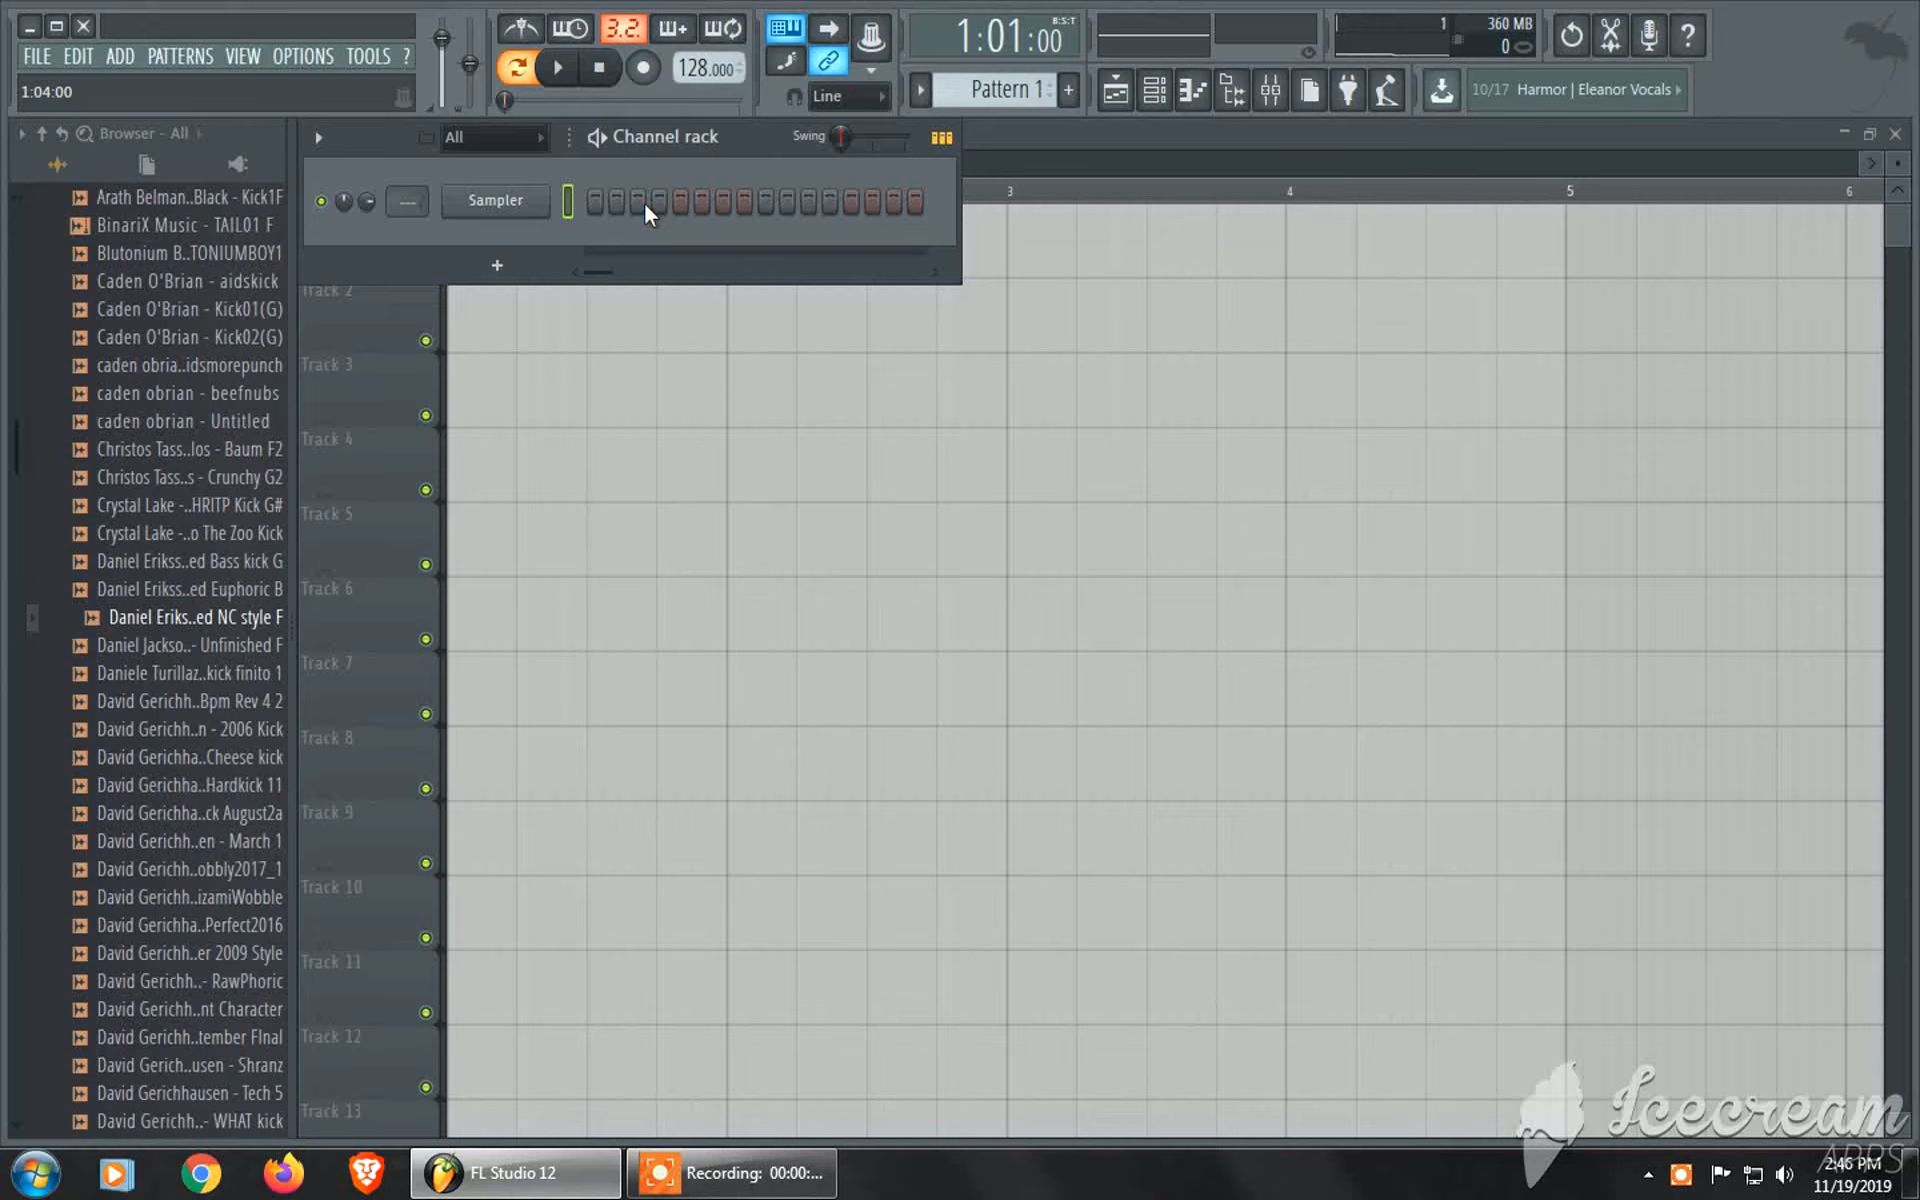 FILE EDIT ADD PATTERNS VIEW OPTIONS TOOLS ?
1:04:00
3.2.
128.000
Line
1:01:00
B:S:T
Pattern 1
+
1
360 MB
0
?
10/17 Harmor | Eleanor Vocals
Browser - All
Arath Belman..Black - Kick1F
BinariX Music - TAIL01 F
Blutonium B..TONIUMBOY1
Caden O'Brian - aidskick
Caden O'Brian - Kick01(G)
Caden O'Brian - Kick02(G)
caden obria..idsmorepunch
caden obrian - beefnubs
caden obrian - Untitled
Christos Tass..los - Baum F2
Christos Tass..s - Crunchy G2
Crystal Lake -..HRITP Kick G#
Crystal Lake -..o The Zoo Kick
Daniel Erikss..ed Bass kick G
Daniel Erikss..ed Euphoric B
Daniel Eriks..ed NC style F
Daniel Jackso..- Unfinished F
Daniele Turillaz..kick finito 1
David Gerichh..Bpm Rev 4 2
David Gerichh..n - 2006 Kick
David Gerichha..Cheese kick
David Gerichha..Hardkick 11
David Gerichha..ck August2a
David Gerichh..en - March 1
David Gerichh..obbly2017_1
David Gerichh..izamiWobble
David Gerichha..Perfect2016
David Gerichh..er 2009 Style
David Gerichh..- RawPhoric
David Gerichh..nt Character
David Gerichh..tember FInal
David Gerich..usen - Shranz
David Gerichhausen - Tech 5
David Gerichh..- WHAT kick
All
Channel rack
Swing
---
Sampler
+
3 4 5 6
Track 2
Track 3
Track 4
Track 5
Track 6
Track 7
Track 8
Track 9
Track 10
Track 11
Track 12
Track 13
Icecream
APPS
FL Studio 12
Recording: 00:00:...
2:46 PM
11/19/2019